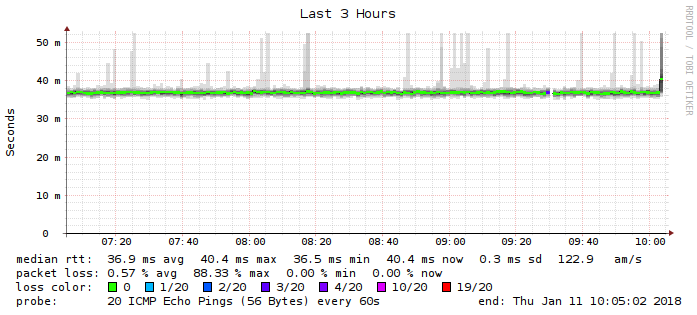 Last 3 Hours
RRDTOOL / TOBI OETIKER
Seconds
50 m
40 m
30 m
20 m
10 m
0
07:20 07:40 08:00 08:20 08:40 09:00 09:20 09:40 10:00
median rtt: 36.9 ms avg 40.4 ms max 36.5 ms min 40.4 ms now 0.3 ms sd 122.9 am/s
packet loss: 0.57 % avg 88.33 % max 0.00 % min 0.00 % now
loss color: 0 1/20 2/20 3/20 4/20 10/20 19/20
probe: 20 ICMP Echo Pings (56 Bytes) every 60s end: Thu Jan 11 10:05:02 2018